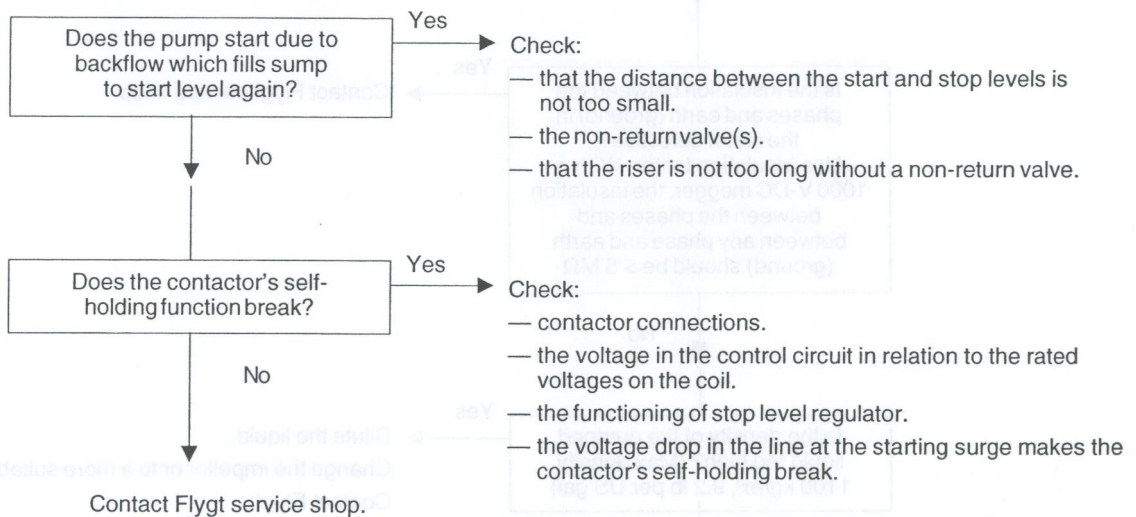 Does the pump start due to
backflow which fills sump
to start level again?
Yes
Check:
— that the distance between the start and stop levels is
not too small.
— the non-return valve(s).
— that the riser is not too long without a non-return valve.
No
Does the contactor's self-
holding function break?
Yes
Check:
— contactor connections.
— the voltage in the control circuit in relation to the rated
voltages on the coil.
— the functioning of stop level regulator.
— the voltage drop in the line at the starting surge makes the
contactor's self-holding break.
No
Contact Flygt service shop.